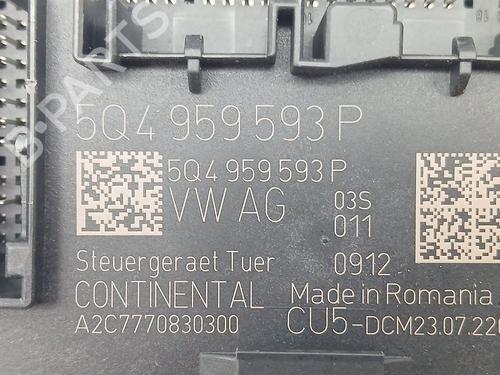 5Q4 959 593 P
5Q4 959 593 P
VW AG
03S
011
Steuergeraet Tuer
0912
CONTINENTAL
Made in Romania
A2C7770830300
CU5-DCM23.07.220
B-PARTS